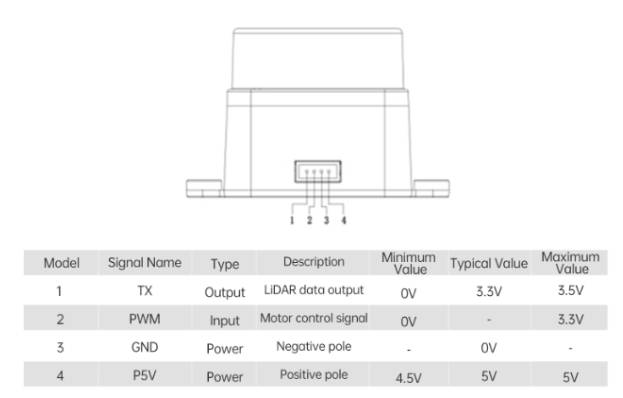 1 2 3 4
Model Signal Name Type Description Minimum Value Typical Value Maximum Value
1 TX Output LiDAR data output 0V 3.3V 3.5V
2 PWM Input Motor control signal 0V - 3.3V
3 GND Power Negative pole - 0V -
4 P5V Power Positive pole 4.5V 5V 5V